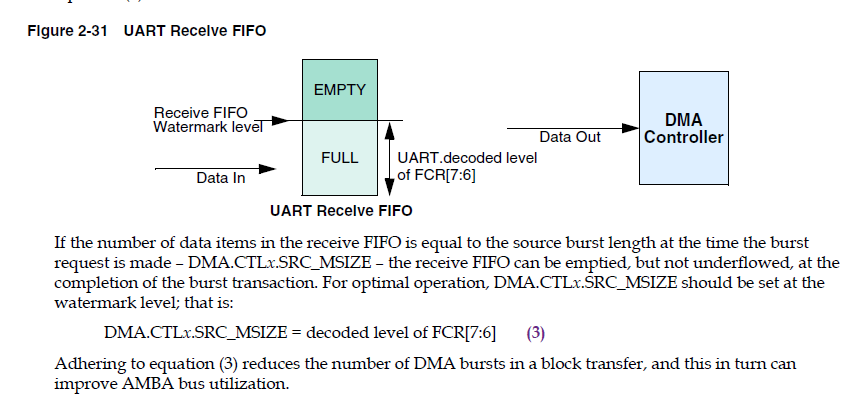 Figure 2-31 UART Receive FIFO
EMPTY
Receive FIFO
Watermark level
DMA
Controller
Data Out
FULL
UART.decoded level
of FCR[7:6]
Data In
UART Receive FIFO
If the number of data items in the receive FIFO is equal to the source burst length at the time the burst
request is made – DMA.CTLx.SRC_MSIZE – the receive FIFO can be emptied, but not underflowed, at the
completion of the burst transaction. For optimal operation, DMA.CTLx.SRC_MSIZE should be set at the
watermark level; that is:
DMA.CTLx.SRC_MSIZE = decoded level of FCR[7:6] (3)
Adhering to equation (3) reduces the number of DMA bursts in a block transfer, and this in turn can
improve AMBA bus utilization.